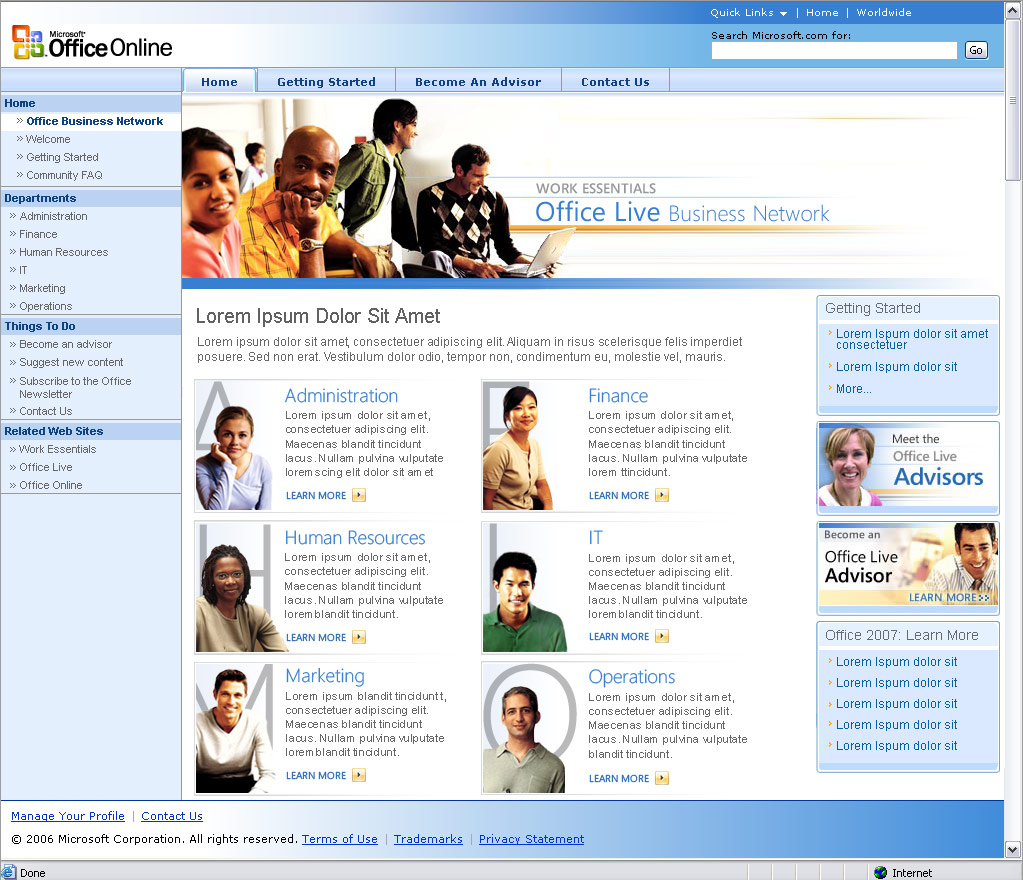 Quick Links | Home | Worldwide
Microsoft
Office Online
Search Microsoft.com for:
Go
Home
Getting Started
Become An Advisor
Contact Us
Home
» Office Business Network
» Welcome
» Getting Started
» Community FAQ
Departments
» Administration
» Finance
» Human Resources
» IT
» Marketing
» Operations
Things To Do
» Become an advisor
» Suggest new content
» Subscribe to the Office
Newsletter
» Contact Us
Related Web Sites
» Work Essentials
» Office Live
» Office Online
WORK ESSENTIALS
Office Live Business Network
Lorem Ipsum Dolor Sit Amet
Lorem ipsum dolor sit amet, consectetuer adipiscing elit. Aliquam in risus scelerisque felis imperdiet
posuere. Sed non erat. Vestibulum dolor odio, tempor non, condimentum eu, molestie vel, mauris.
A
Administration
Lorem ipsum dolor sit amet,
consectetuer adipiscing elit.
Maecenas blandit tincidunt
lacus. Nullam pulvina vulputate
lorem scing elit dolor sit am et
LEARN MORE
F
Finance
Lorem ipsum dolor sit amet,
consectetuer adipiscing elit.
Maecenas blandit tincidunt
lacus. Nullam pulvina vulputate
lorem ttincidunt.
LEARN MORE
H
Human Resources
Lorem ipsum dolor sit amet,
consectetuer adipiscing elit.
Maecenas blandit tincidunt
lacus. Nullam pulvina vulputate
lorem blandit tincidunt.
LEARN MORE
I
IT
Lorem ipsum dolor sit amet,
consectetuer adipiscing elit.
Maecenas blandit tincidunt
lacus. Nullam pulvina vulputate
lorem blandit tincidunt.
LEARN MORE
M
Marketing
Lorem ipsum blandit tincidunt t,
consectetuer adipiscing elit.
Maecenas blandit tincidunt
lacus. Nullam pulvina vulputate
lorem blandit tincidunt.
LEARN MORE
O
Operations
Lorem ipsum dolor sit amet,
consectetuer adipiscing elit.
Maecenas blandit tincidunt
lacus. Nullam pulvina vulputate
blandit tincidunt.
LEARN MORE
Getting Started
Lorem Ipsum dolor sit amet
consectetuer
Lorem Ispum dolor sit
More...
Meet the
Office Live
Advisors
Become an
Office Live
Advisor
LEARN MORE
Office 2007: Learn More
Lorem Ispum dolor sit
Lorem Ispum dolor sit
Lorem Ispum dolor sit
Lorem Ispum dolor sit
Lorem Ispum dolor sit
Manage Your Profile | Contact Us
© 2006 Microsoft Corporation. All rights reserved. Terms of Use | Trademarks | Privacy Statement
Done
Internet